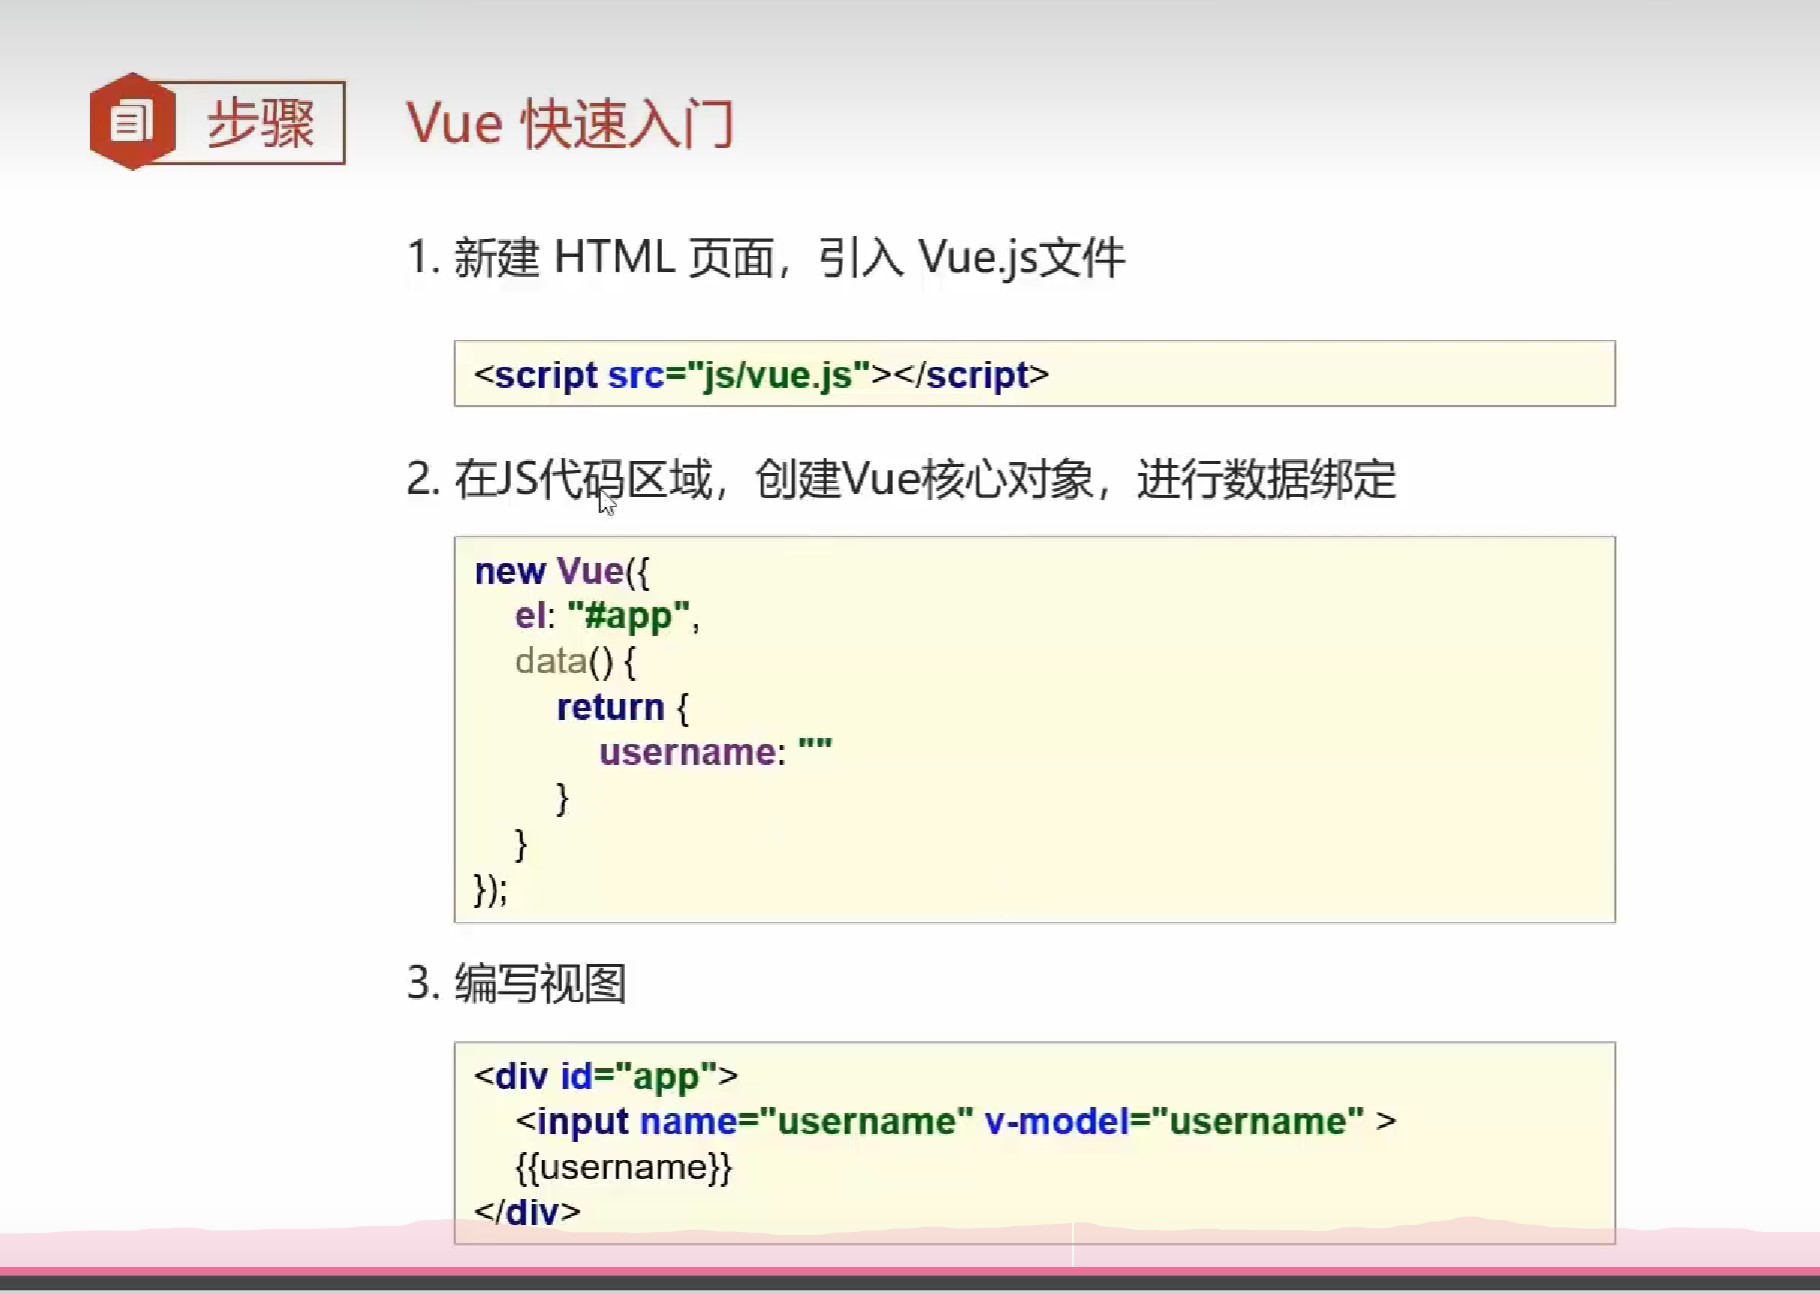 步骤
Vue 快速入门
1. 新建 HTML 页面，引入 Vue.js文件
<script src="js/vue.js"></script>
2. 在JS代码区域，创建Vue核心对象，进行数据绑定
new Vue({
el: "#app",
data() {
return {
username: ""
}
}
});
3. 编写视图
<div id="app">
<input name="username" v-model="username" >
{{username}}
</div>